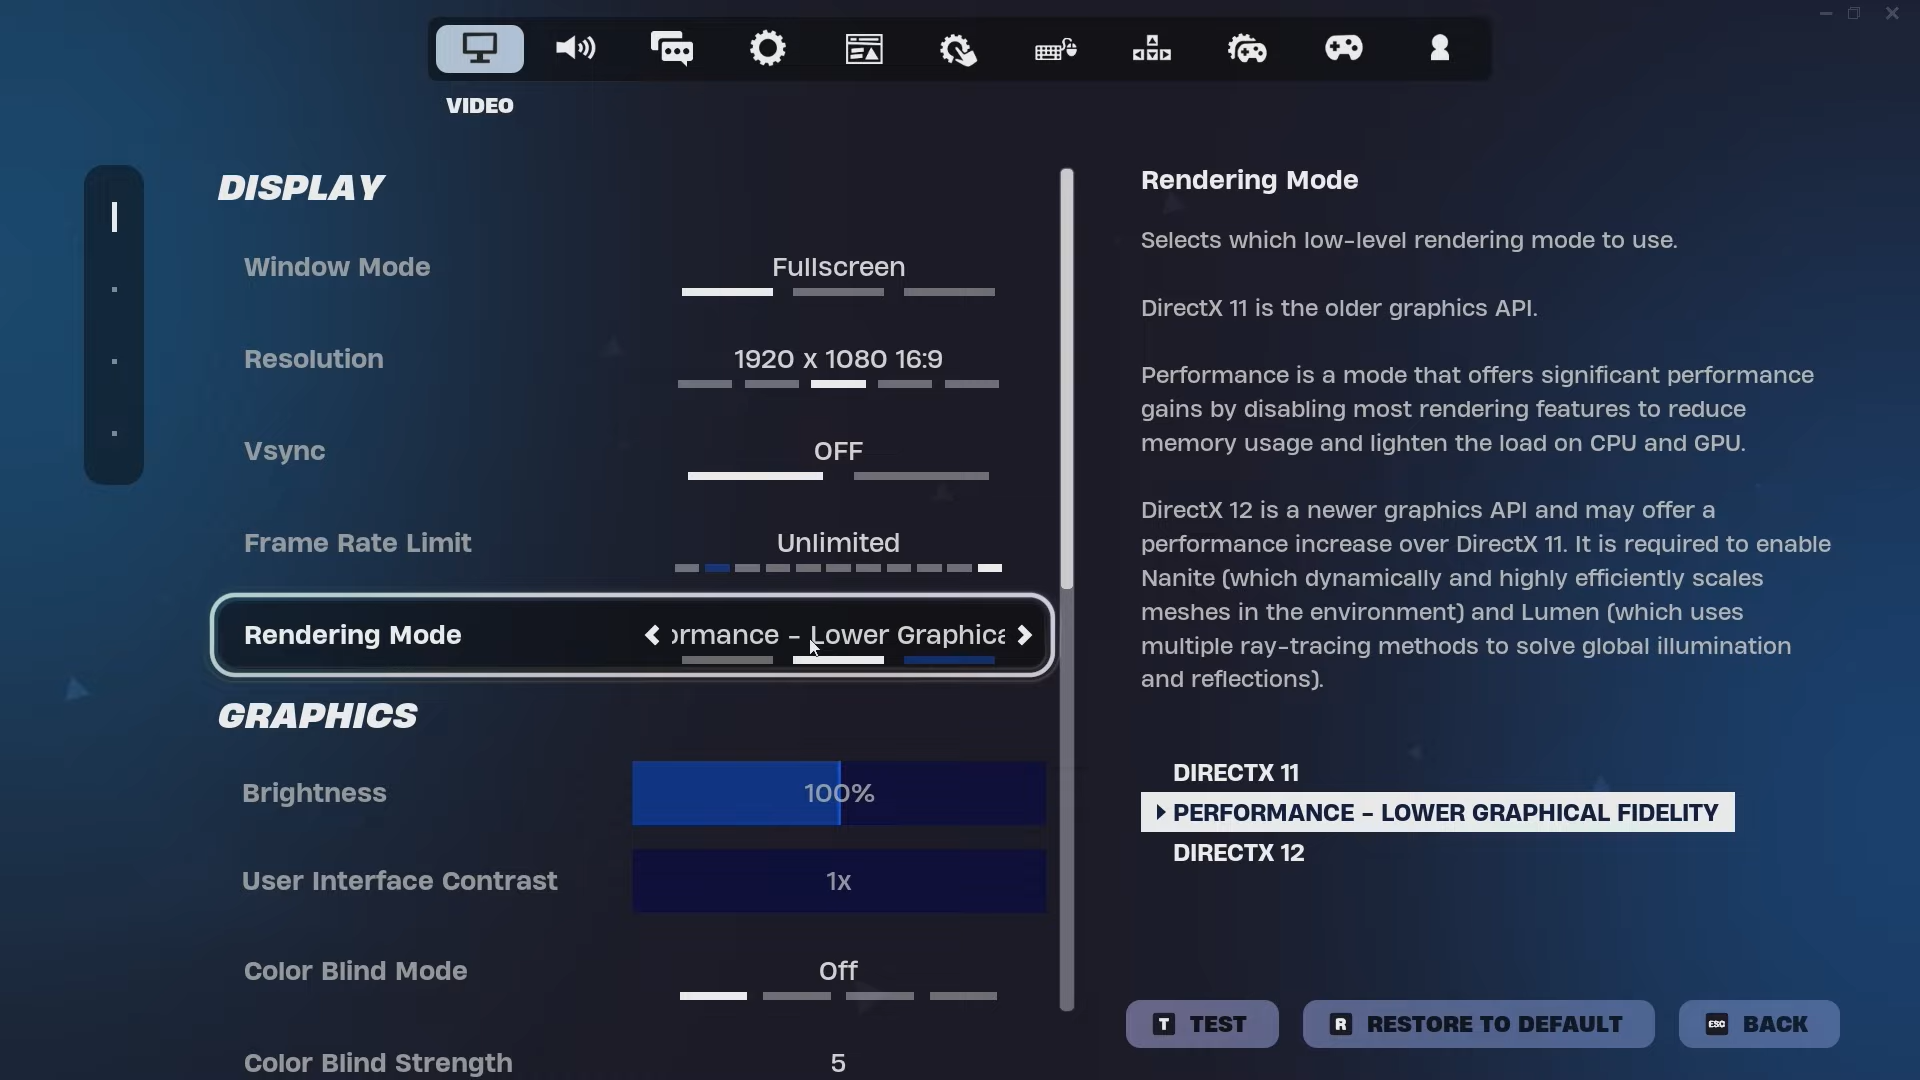 VIDEO
DISPLAY
Window Mode
Fullscreen
Resolution
1920 x 1080 16:9
Vsync
OFF
Frame Rate Limit
Unlimited
Rendering Mode
ormance - Lower Graphica
GRAPHICS
Brightness
100%
User Interface Contrast
1x
Color Blind Mode
Off
Color Blind Strength
5
Rendering Mode
Selects which low-level rendering mode to use.
DirectX 11 is the older graphics API.
Performance is a mode that offers significant performance
gains by disabling most rendering features to reduce
memory usage and lighten the load on CPU and GPU.
DirectX 12 is a newer graphics API and may offer a
performance increase over DirectX 11. It is required to enable
Nanite (which dynamically and highly efficiently scales
meshes in the environment) and Lumen (which uses
multiple ray-tracing methods to solve global illumination
and reflections).
DIRECTX 11
PERFORMANCE - LOWER GRAPHICAL FIDELITY
DIRECTX 12
T TEST
R RESTORE TO DEFAULT
ESC BACK